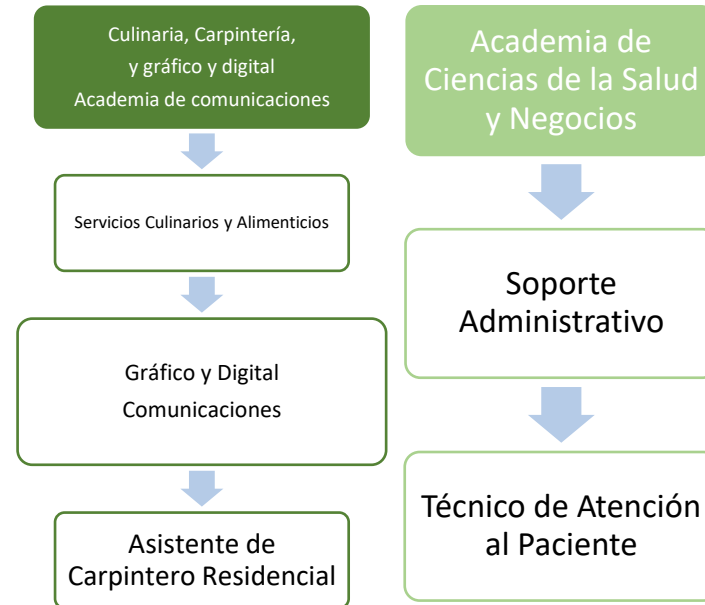 Culinaria, Carpintería,
y gráfico y digital
Academia de comunicaciones
Servicios Culinarios y Alimenticios
Gráfico y Digital
Comunicaciones
Asistente de
Carpintero Residencial
Academia de
Ciencias de la Salud
y Negocios
Soporte
Administrativo
Técnico de Atención
al Paciente